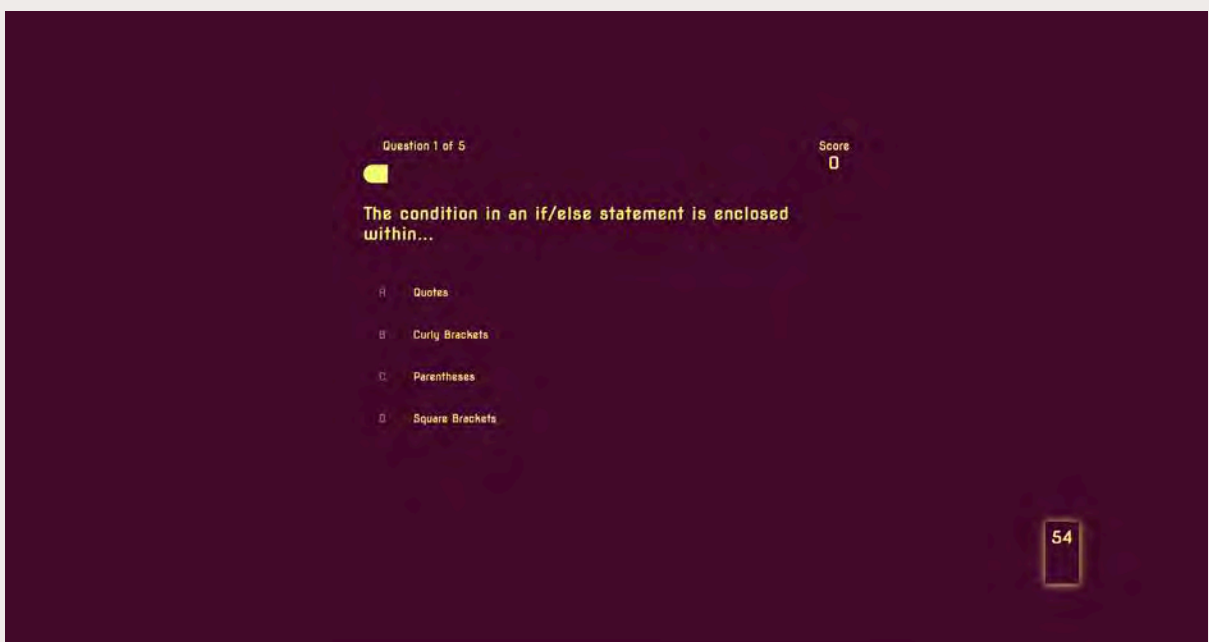 Question 1 of 5
Score
0
The condition in an if/else statement is enclosed
within...
A Quotes
B Curly Brackets
C Parentheses
D Square Brackets
54